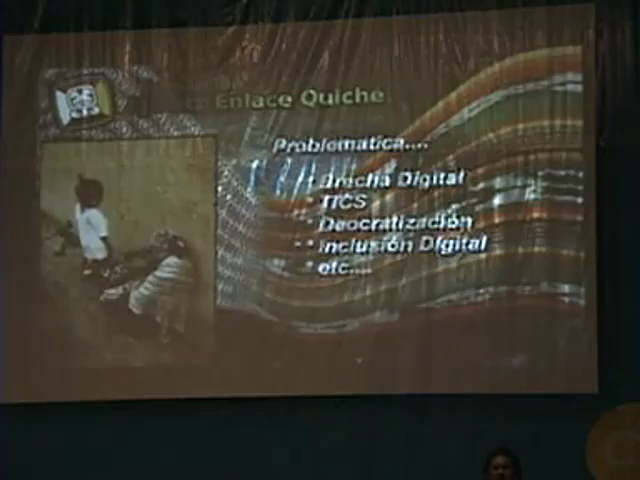 Enlace Quiche
Problematica....
* Brecha Digital
* TICS
* Deocratización
* Inclusión Digital
* etc....